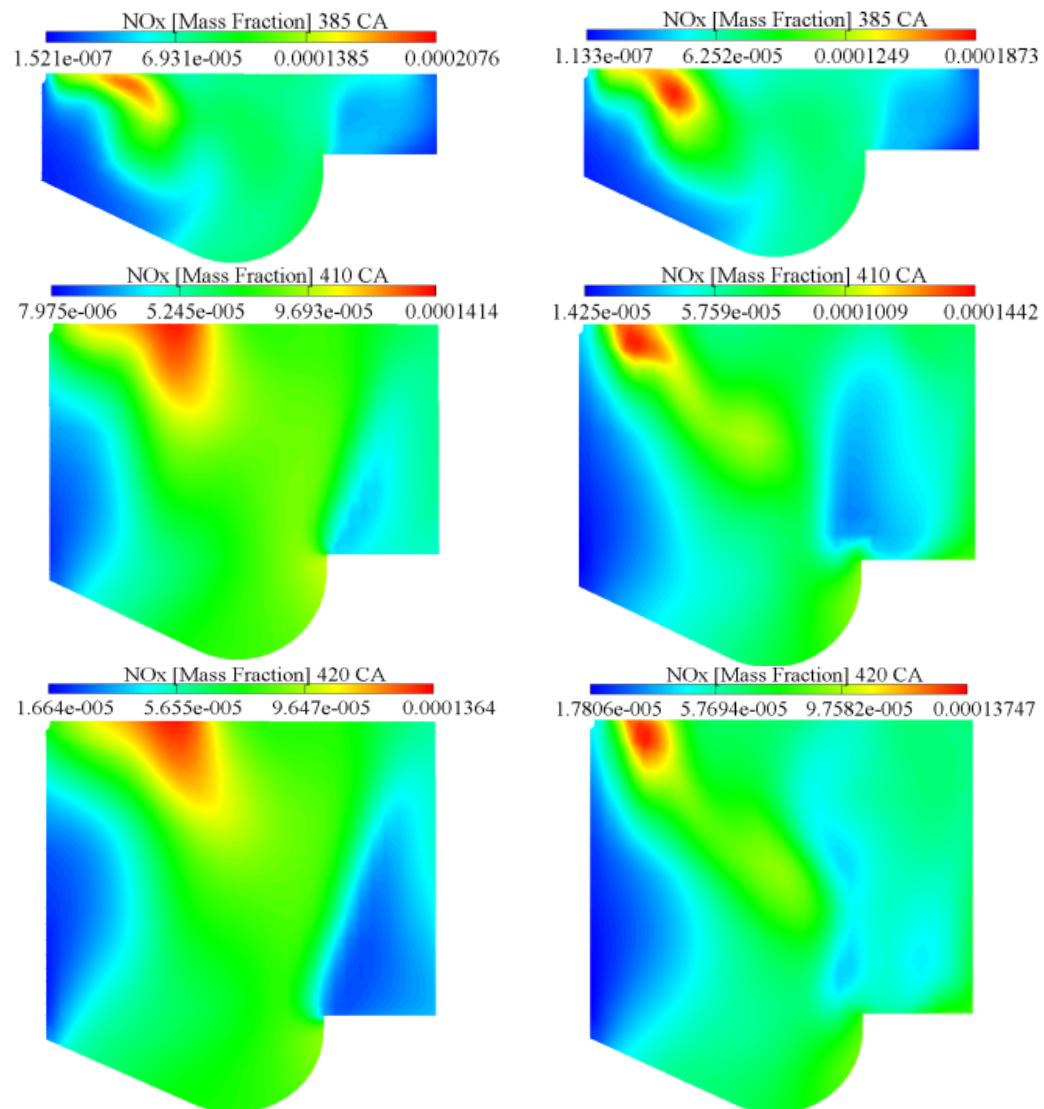 NOx [Mass Fraction] 385 CA
1.521e-007 6.931e-005 0.0001385 0.0002076
NOx [Mass Fraction] 385 CA
1.133e-007 6.252e-005 0.0001249 0.0001873
NOx [Mass Fraction] 410 CA
7.975e-006 5.245e-005 9.693e-005 0.0001414
NOx [Mass Fraction] 410 CA
1.425e-005 5.759e-005 0.0001009 0.0001442
NOx [Mass Fraction] 420 CA
1.664e-005 5.655e-005 9.647e-005 0.0001364
NOx [Mass Fraction] 420 CA
1.7806e-005 5.7694e-005 9.7582e-005 0.00013747